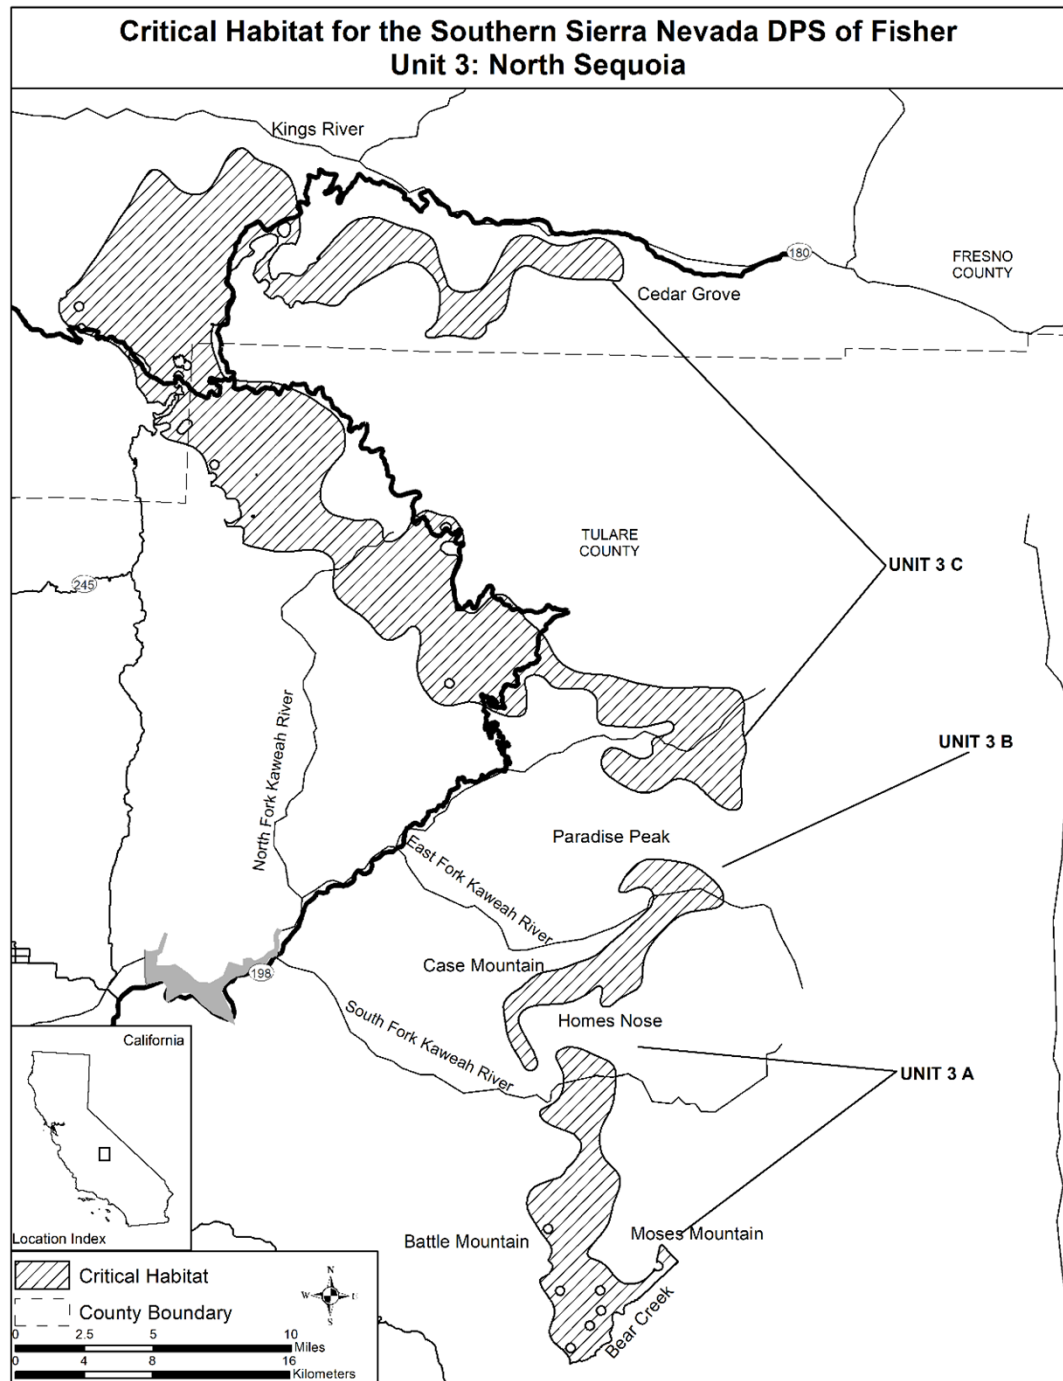 Critical Habitat for the Southern Sierra Nevada DPS of Fisher
Unit 3: North Sequoia
Kings River
180
FRESNO
COUNTY
Cedar Grove
TULARE
COUNTY
UNIT 3 C
245
North Fork Kaweah River
UNIT 3 B
Paradise Peak
East Fork Kaweah River
Case Mountain
198
South Fork Kaweah River
Homes Nose
UNIT 3 A
California
Location Index
Battle Mountain
Moses Mountain
Bear Creek
Critical Habitat
County Boundary
N
W
S
0 2.5 5 10
Miles
0 4 8 16
Kilometers